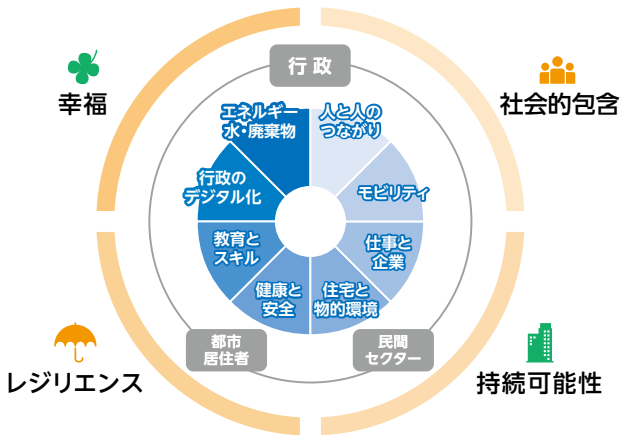 行政
幸福
社会的包含
エネルギー
水・廃棄物
人と人の
つながり
行政の
デジタル化
モビリティ
教育と
スキル
仕事と
企業
健康と
安全
住宅と
物的環境
都市
居住者
民間
セクター
レジリエンス
持続可能性